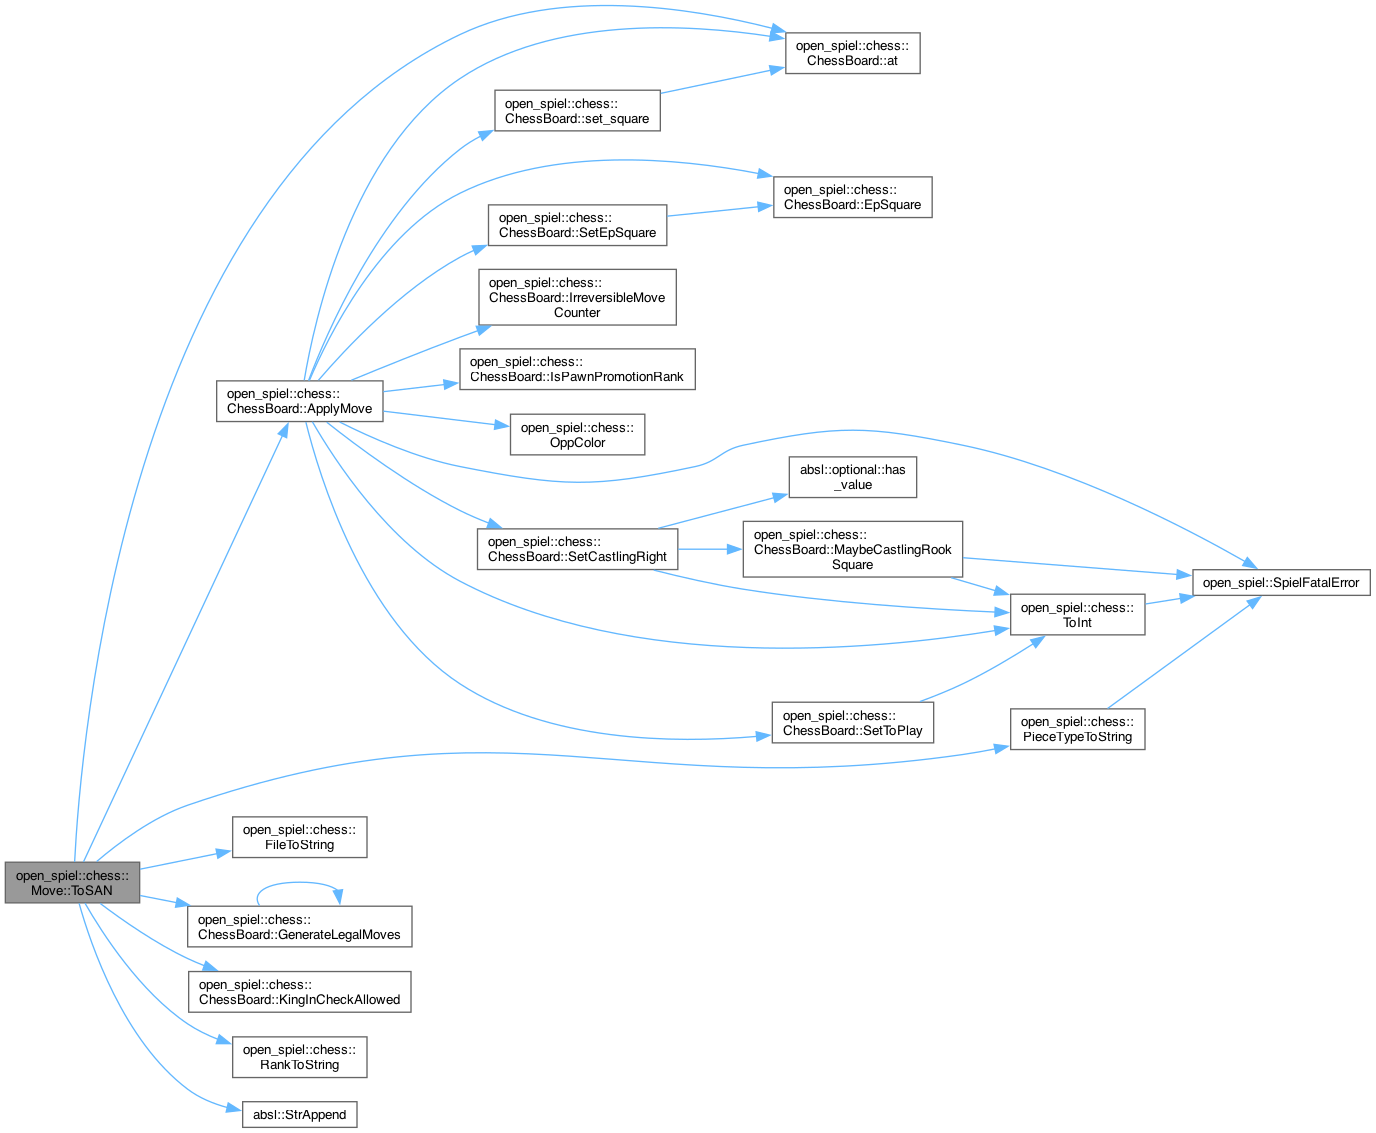 open_spiel::chess::
ChessBoard::at
open_spiel::chess::
ChessBoard::set_square
open_spiel::chess::
ChessBoard::EpSquare
open_spiel::chess::
ChessBoard::SetEpSquare
open_spiel::chess::
ChessBoard::IrreversibleMove
Counter
open_spiel::chess::
ChessBoard::IsPawnPromotionRank
open_spiel::chess::
ChessBoard::ApplyMove
open_spiel::chess::
OppColor
absl::optional::has
_value
open_spiel::chess::
ChessBoard::SetCastlingRight
open_spiel::chess::
ChessBoard::MaybeCastlingRook
Square
open_spiel::SpielFatalError
open_spiel::chess::
ToInt
open_spiel::chess::
ChessBoard::SetToPlay
open_spiel::chess::
PieceTypeToString
open_spiel::chess::
FileToString
open_spiel::chess::
Move::ToSAN
open_spiel::chess::
ChessBoard::GenerateLegalMoves
open_spiel::chess::
ChessBoard::KingInCheckAllowed
open_spiel::chess::
RankToString
absl::StrAppend